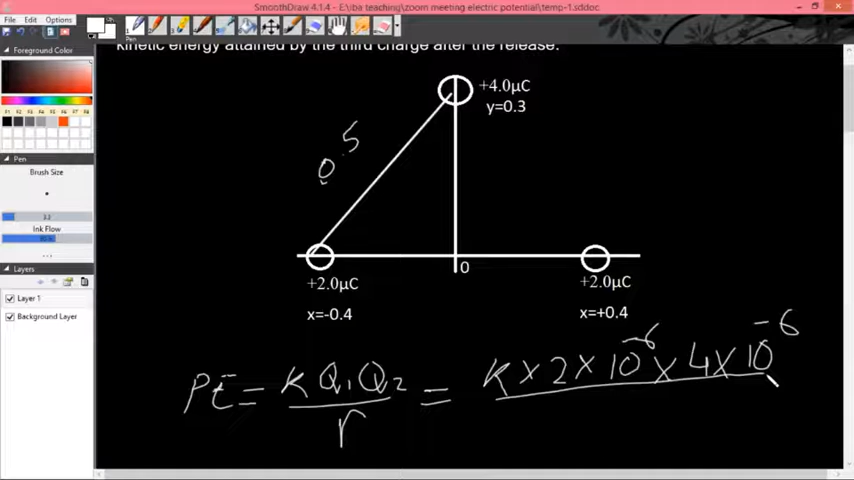 SmoothDraw 4.1.4 - E:\iba teaching\zoom meeting electric potential\temp-1.sddoc
File Edit Options
Foreground Color
kinetic energy attained by the third charge after the release.
Pen
Brush Size
3.3
Ink Flow
Layers
Layer 1
Background Layer
+4.0μC
y=0.3
0.5
0
+2.0μC
x=-0.4
+2.0μC
x=+0.4
PE = KQ₁Q₂ / r = K×2×10⁻⁶×4×10⁻⁶